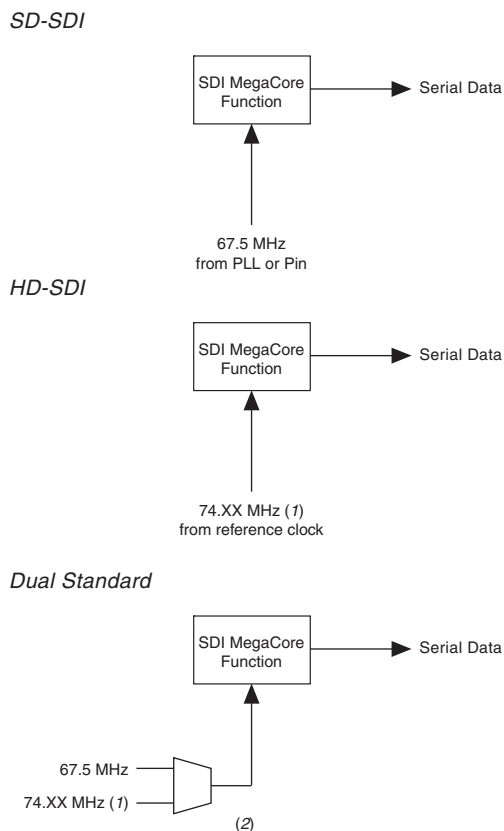 SD-SDI
SDI MegaCore
Function
Serial Data
67.5 MHz
from PLL or Pin
HD-SDI
SDI MegaCore
Function
Serial Data
74.XX MHz (1)
from reference clock
Dual Standard
SDI MegaCore
Function
Serial Data
67.5 MHz
74.XX MHz (1)
(2)